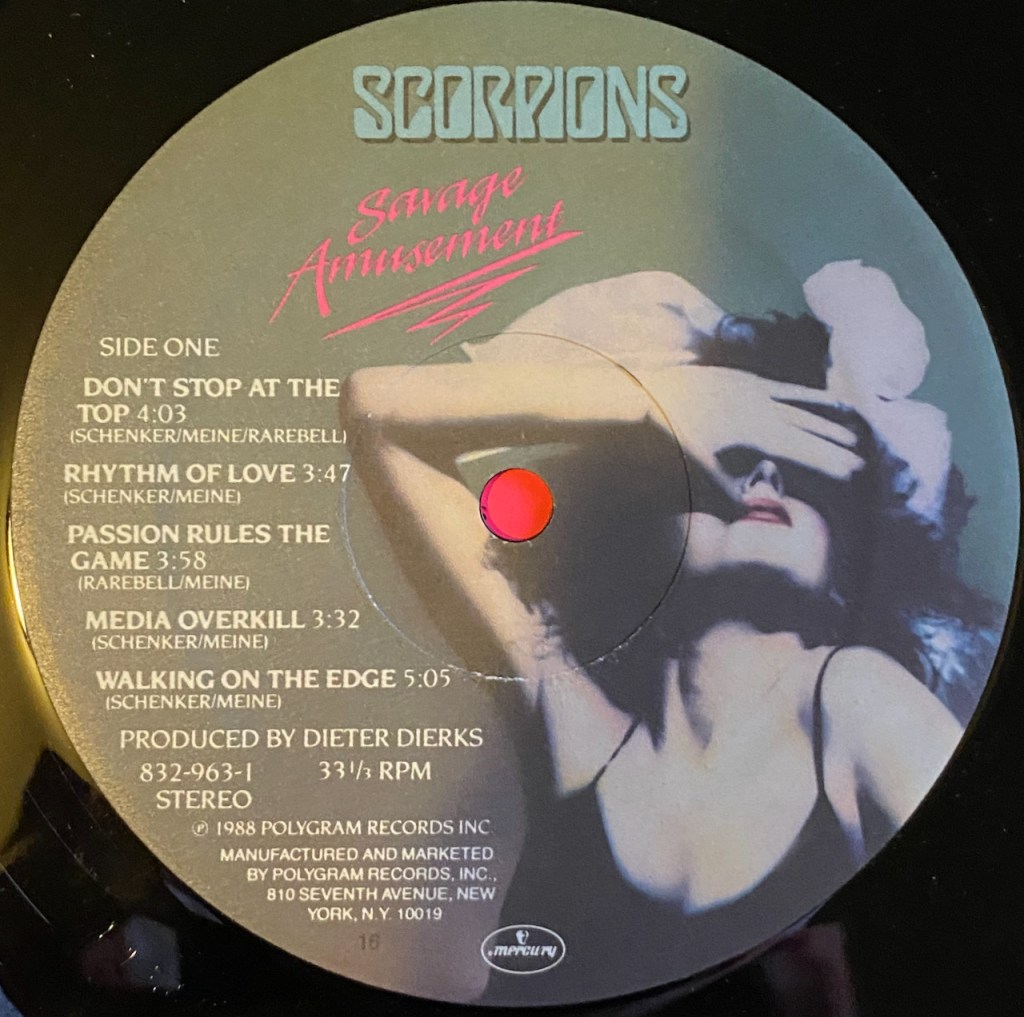 SCORPIONS
Savage
Amusement
SIDE ONE
DON'T STOP AT THE
TOP 4:03
(SCHENKER/MEINE/RAREBELL)
RHYTHM OF LOVE 3:47
(SCHENKER/MEINE)
PASSION RULES THE
GAME 3:58
(RAREBELL/MEINE)
MEDIA OVERKILL 3:32
(SCHENKER/MEINE)
WALKING ON THE EDGE 5:05
(SCHENKER/MEINE)
PRODUCED BY DIETER DIERKS
832-963-1 33 1/3 RPM
STEREO
℗ 1988 POLYGRAM RECORDS INC
MANUFACTURED AND MARKETED
BY POLYGRAM RECORDS, INC.,
810 SEVENTH AVENUE, NEW
YORK, N.Y. 10019
16
mercury